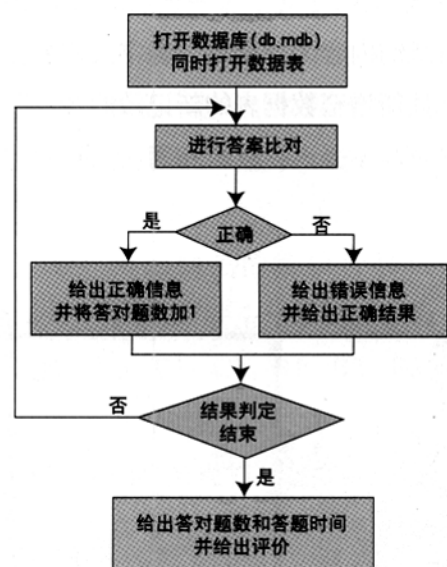 打开数据库(db.mdb)
同时打开数据表
进行答案比对
正确
是
否
给出正确信息
并将答对题数加1
给出错误信息
并给出正确结果
结果判定
结束
否
是
给出答对题数和答题时间
并给出评价